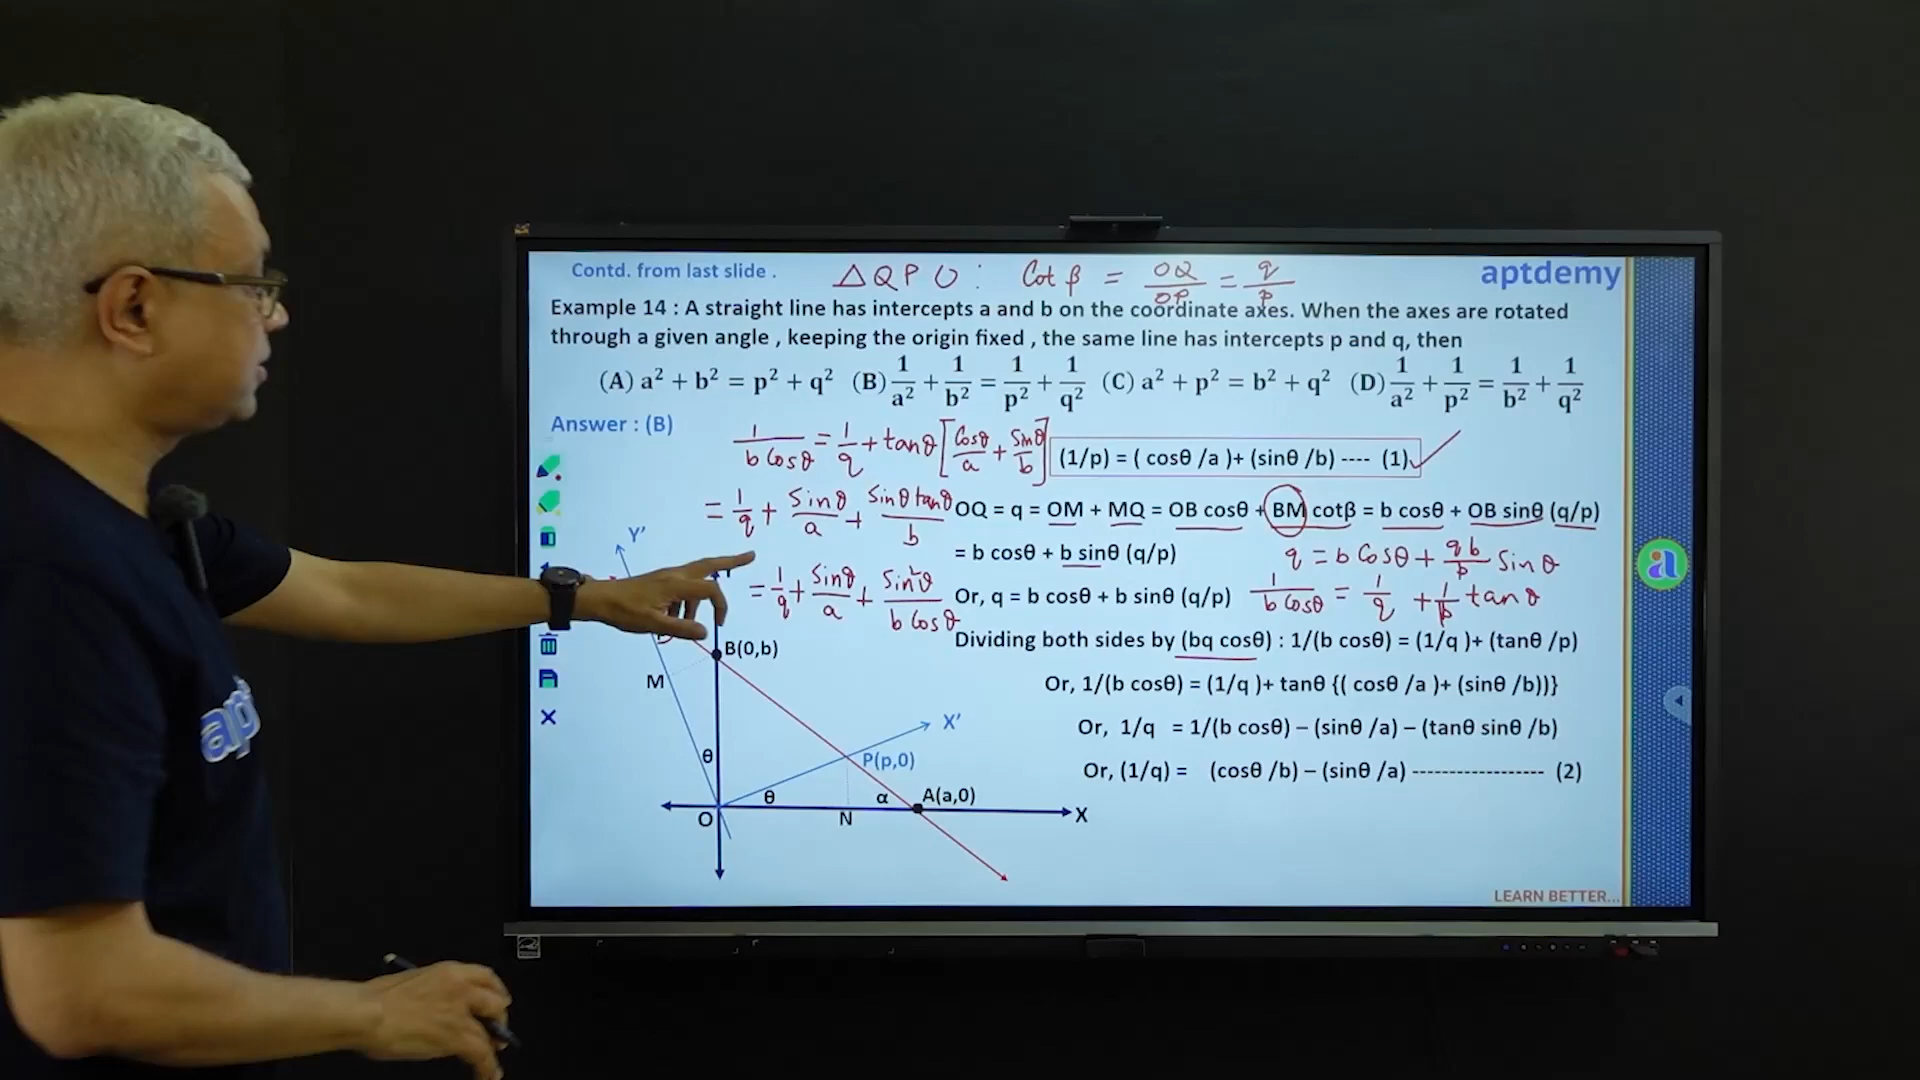 Contd. from last slide .
△QPO : Cot β = OQ/OP = q/p
aptdemy
Example 14 : A straight line has intercepts a and b on the coordinate axes. When the axes are rotated
through a given angle , keeping the origin fixed , the same line has intercepts p and q, then
(A) a² + b² = p² + q² (B) 1/a² + 1/b² = 1/p² + 1/q² (C) a² + p² = b² + q² (D) 1/a² + 1/p² = 1/b² + 1/q²
Answer : (B)
1/(b Cosθ) = 1/q + tanθ [Cosθ/a + Sinθ/b]
(1/p) = ( cosθ /a )+ (sinθ /b) ---- (1)
= 1/q + Sinθ/a + Sinθ tanθ/b
OQ = q = OM + MQ = OB cosθ + BM cotβ = b cosθ + OB sinθ (q/p)
= b cosθ + b sinθ (q/p)
q = b Cosθ + qb/p Sinθ
= 1/q + Sinθ/a + Sin²θ/(b Cosθ)
Or, q = b cosθ + b sinθ (q/p)
1/(b Cosθ) = 1/q + 1/p tanθ
Dividing both sides by (bq cosθ) : 1/(b cosθ) = (1/q )+ (tanθ /p)
Or, 1/(b cosθ) = (1/q )+ tanθ {( cosθ /a )+ (sinθ /b))}
Or, 1/q = 1/(b cosθ) – (sinθ /a) – (tanθ sinθ /b)
Or, (1/q) = (cosθ /b) – (sinθ /a) ------------------- (2)
Y'
B(0,b)
M
X'
θ
P(p,0)
θ
α
A(a,0)
O
N
X
LEARN BETTER...